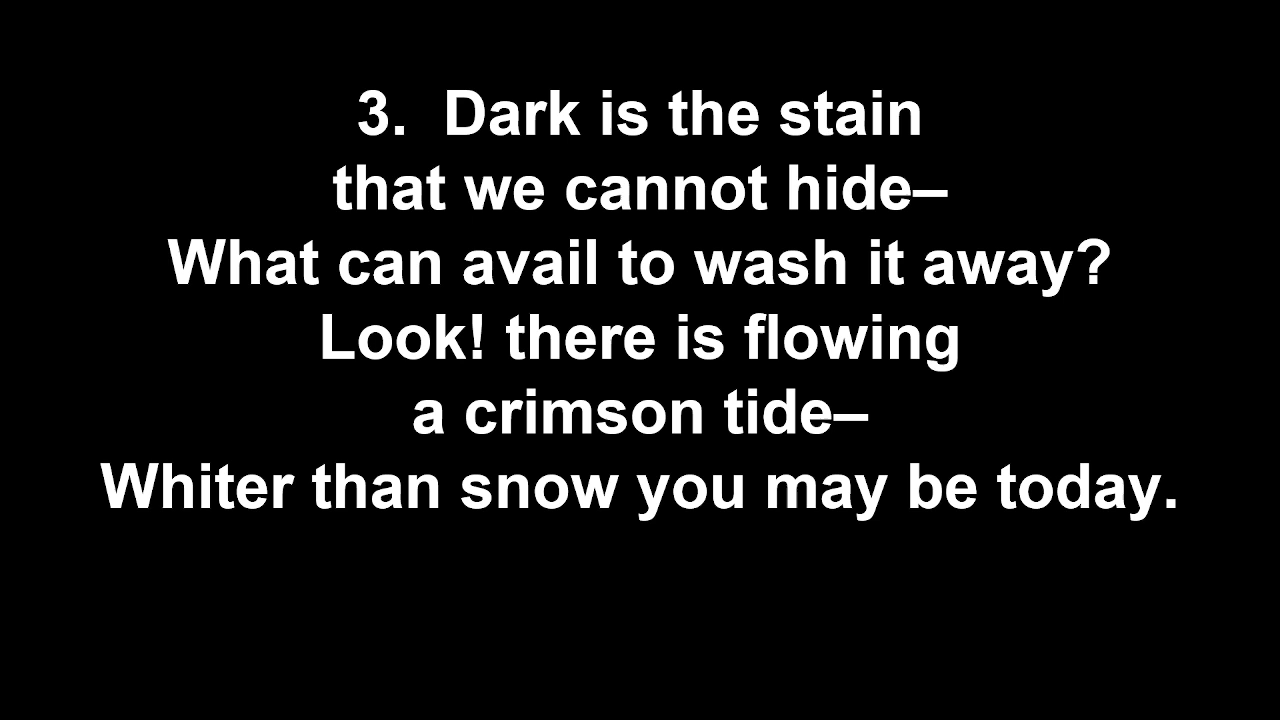 3.  Dark is the stain
that we cannot hide–
What can avail to wash it away?
Look! there is flowing
a crimson tide–
Whiter than snow you may be today.